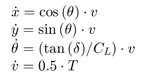 ẋ = cos (θ) · v
ẏ = sin (θ) · v
θ̇ = (tan (δ)/C_L) · v
v̇ = 0.5 · T